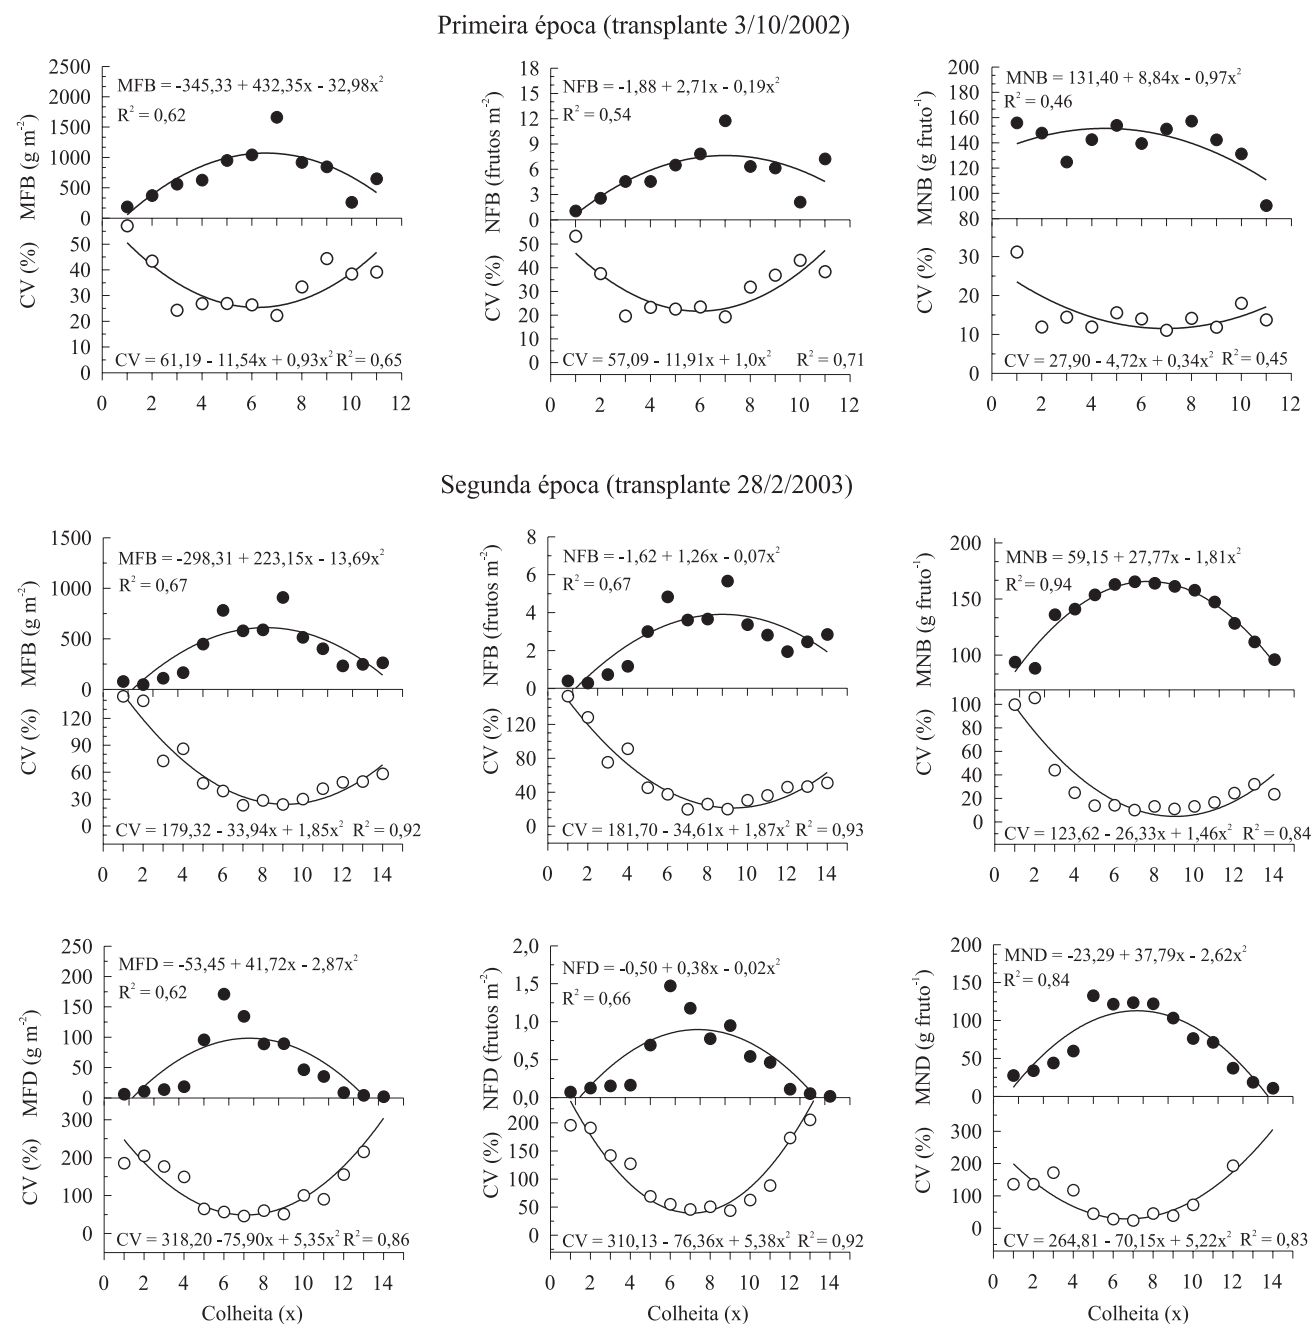 Primeira época (transplante 3/10/2002)
MFB (g m⁻²)
2500
2000
1500
1000
500
0
MFB = -345,33 + 432,35x - 32,98x²
R² = 0,62
CV (%)
50
40
30
20
10
0
CV = 61,19 - 11,54x + 0,93x² R² = 0,65
0 2 4 6 8 10 12
NFB (frutos m⁻²)
18
15
12
9
6
3
0
NFB = -1,88 + 2,71x - 0,19x²
R² = 0,54
CV (%)
50
40
30
20
10
0
CV = 57,09 - 11,91x + 1,0x² R² = 0,71
0 2 4 6 8 10 12
MNB (g fruto⁻¹)
200
180
160
140
120
100
80
MNB = 131,40 + 8,84x - 0,97x²
R² = 0,46
CV (%)
30
20
10
0
CV = 27,90 - 4,72x + 0,34x² R² = 0,45
0 2 4 6 8 10 12
Segunda época (transplante 28/2/2003)
MFB (g m⁻²)
1500
1000
500
0
MFB = -298,31 + 223,15x - 13,69x²
R² = 0,67
CV (%)
120
90
60
30
0
CV = 179,32 - 33,94x + 1,85x² R² = 0,92
0 2 4 6 8 10 12 14
NFB (frutos m⁻²)
8
6
4
2
0
NFB = -1,62 + 1,26x - 0,07x²
R² = 0,67
CV (%)
120
80
40
0
CV = 181,70 - 34,61x + 1,87x² R² = 0,93
0 2 4 6 8 10 12 14
MNB (g fruto⁻¹)
200
150
100
MNB = 59,15 + 27,77x - 1,81x²
R² = 0,94
CV (%)
100
80
60
40
20
0
CV = 123,62 - 26,33x + 1,46x² R² = 0,84
0 2 4 6 8 10 12 14
MFD (g m⁻²)
250
200
150
100
50
0
MFD = -53,45 + 41,72x - 2,87x²
R² = 0,62
CV (%)
300
200
100
0
CV = 318,20 -75,90x + 5,35x² R² = 0,86
0 2 4 6 8 10 12 14
Colheita (x)
NFD (frutos m⁻²)
2,0
1,5
1,0
0,5
0,0
NFD = -0,50 + 0,38x - 0,02x²
R² = 0,66
CV (%)
200
150
100
50
0
CV = 310,13 - 76,36x + 5,38x² R² = 0,92
0 2 4 6 8 10 12 14
Colheita (x)
MND (g fruto⁻¹)
200
150
100
50
0
MND = -23,29 + 37,79x - 2,62x²
R² = 0,84
CV (%)
300
200
100
0
CV = 264,81 - 70,15x + 5,22x² R² = 0,83
0 2 4 6 8 10 12 14
Colheita (x)